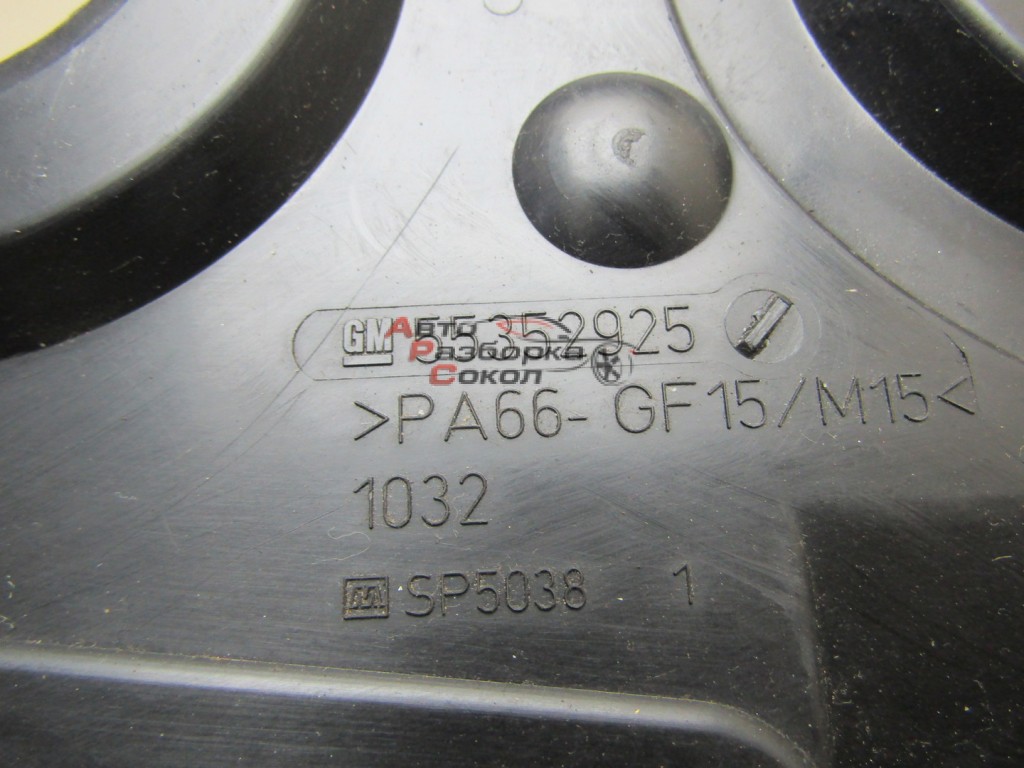 GM 55352925
Авто
Разборка
Сокол
>PA66-GF15/M15<
1032
SP5038 1